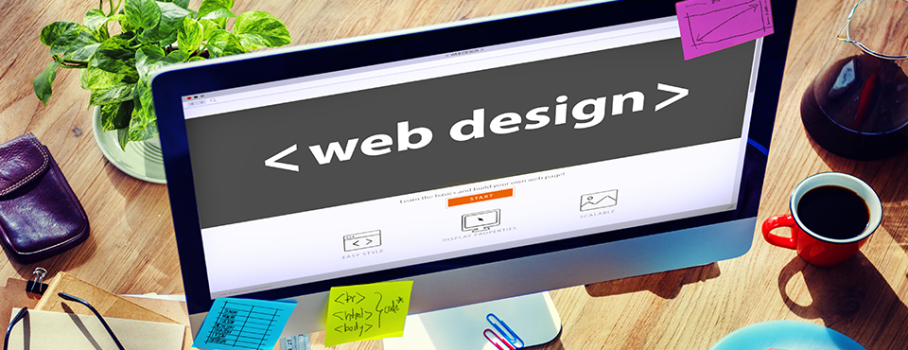 <web design>
Learn the basics and build your own web page!
START
EASY STYLE
DISPLAY PROPERTIES
SCALABLE
<br>
<html>
<body>